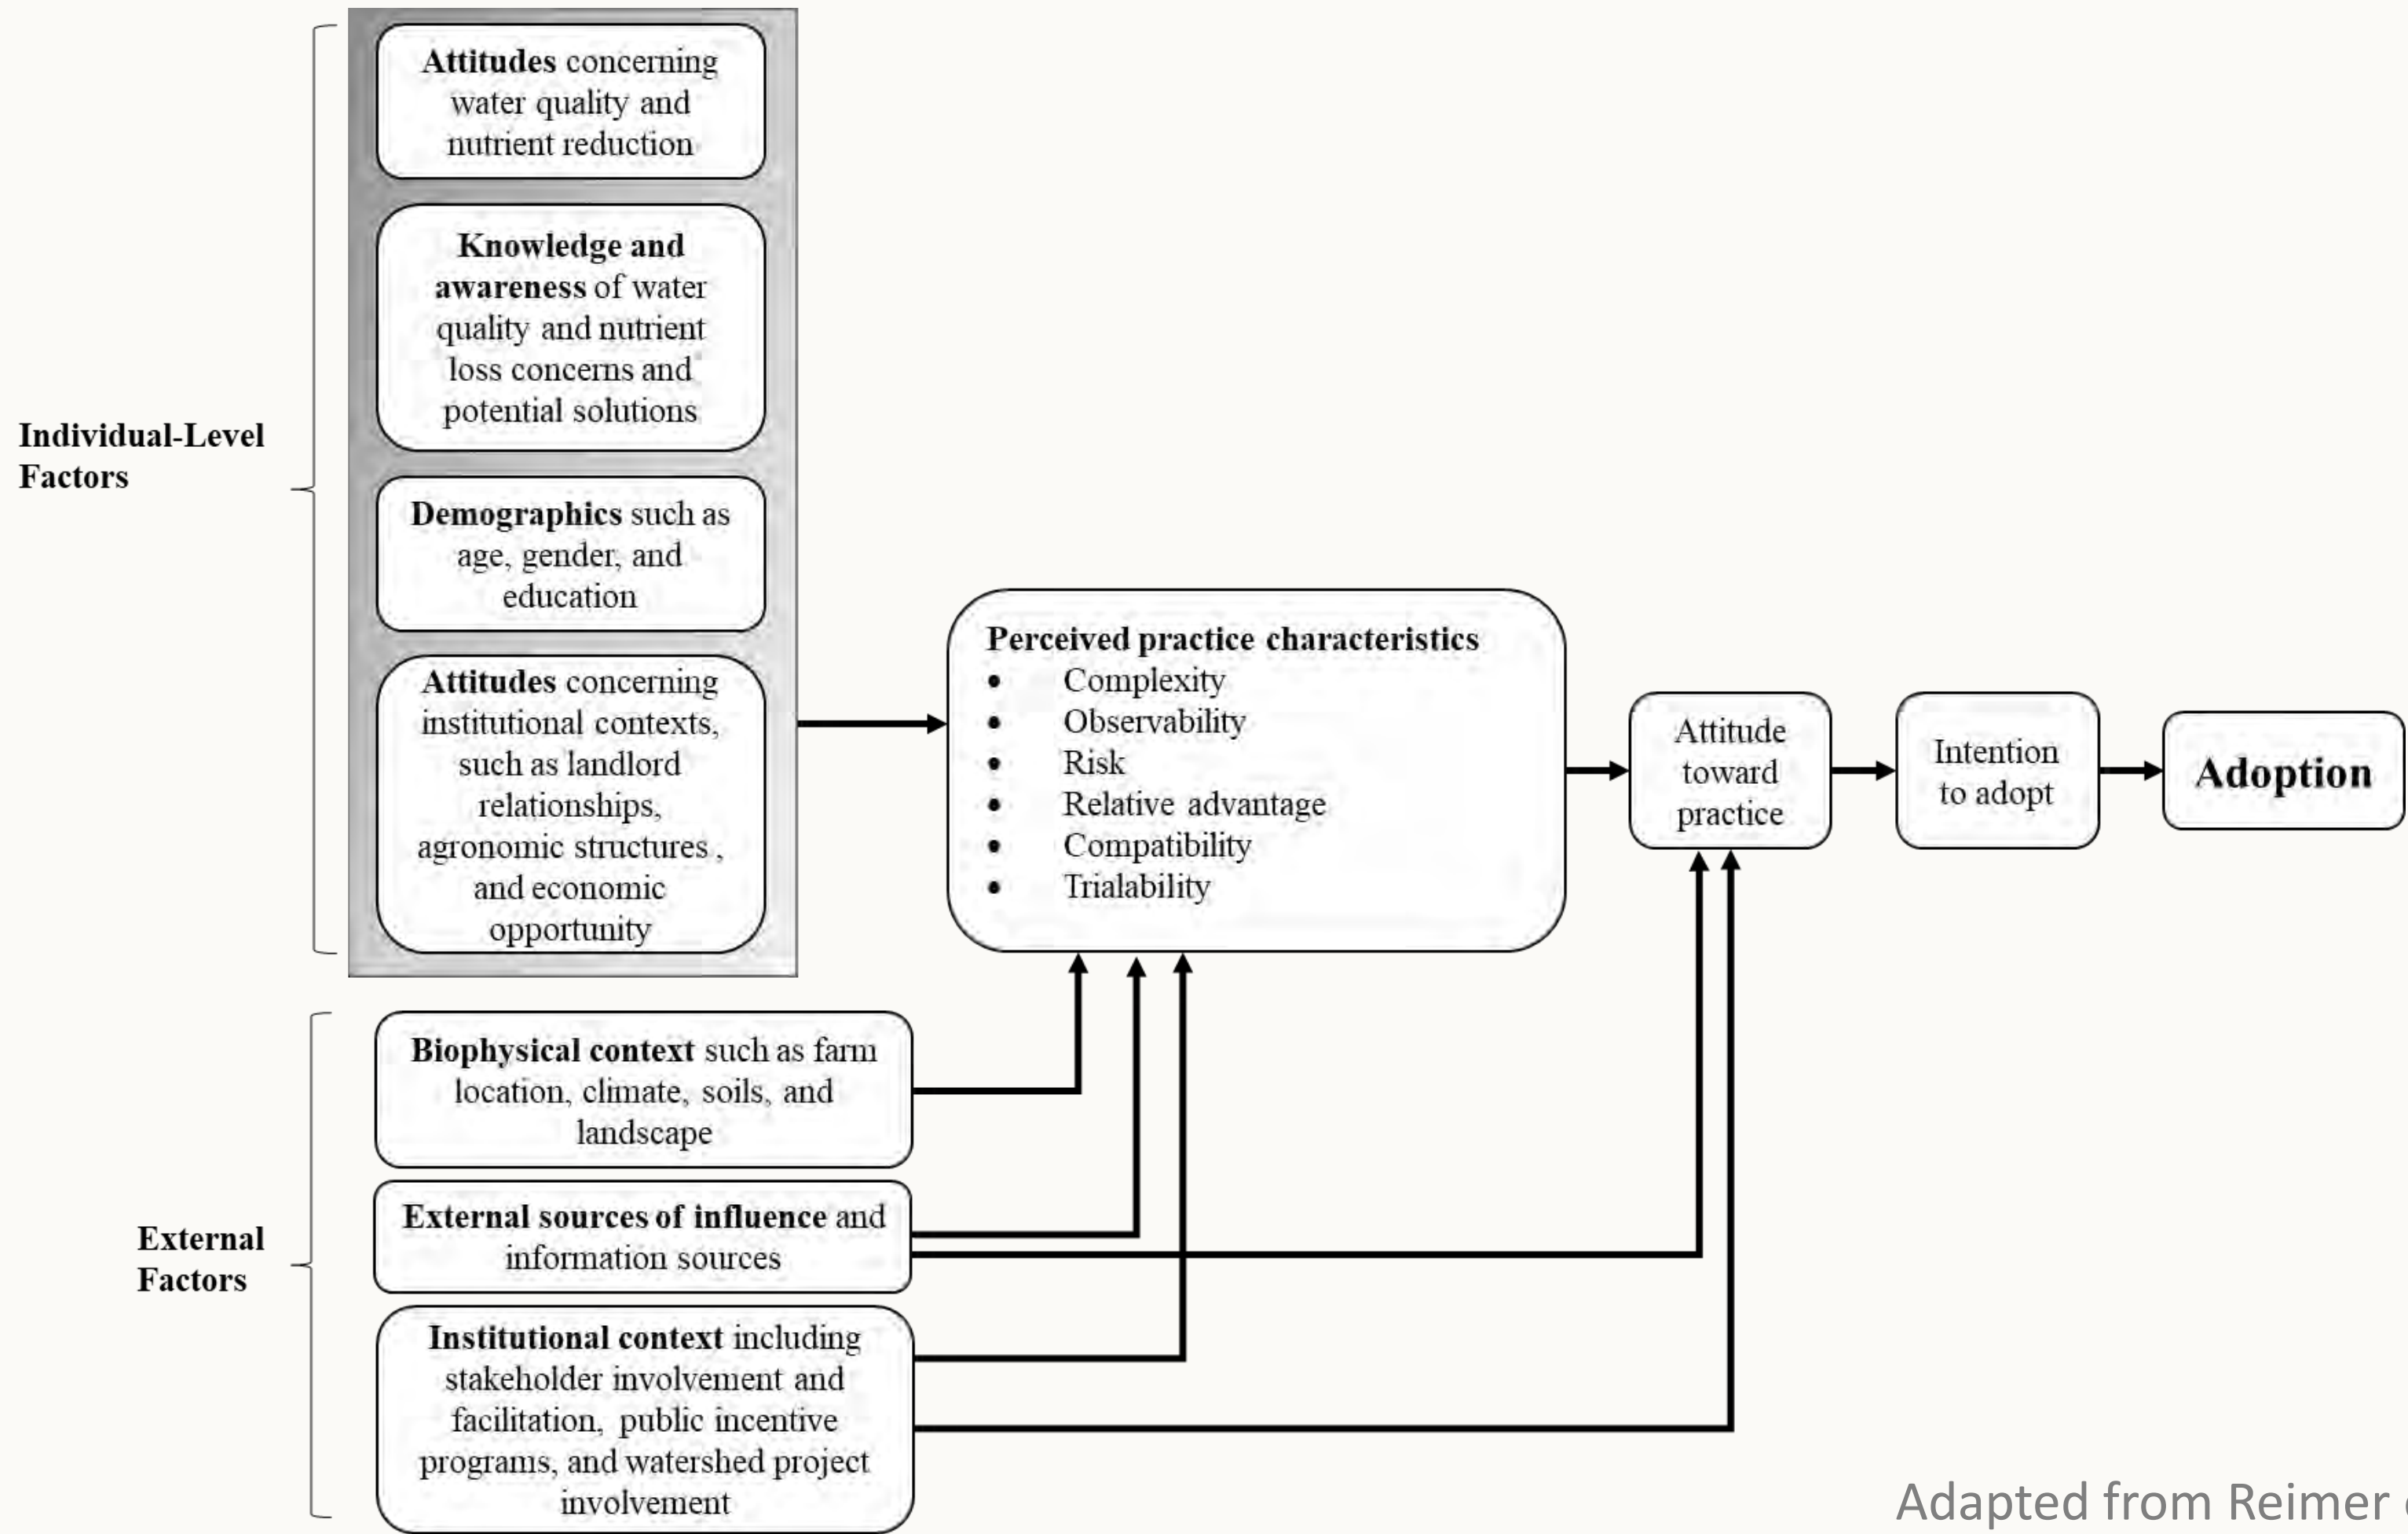 Individual-Level
Factors
Attitudes concerning
water quality and
nutrient reduction
Knowledge and
awareness of water
quality and nutrient
loss concerns and
potential solutions
Demographics such as
age, gender, and
education
Attitudes concerning
institutional contexts,
such as landlord
relationships,
agronomic structures ,
and economic
opportunity
Perceived practice characteristics
• Complexity
• Observability
• Risk
• Relative advantage
• Compatibility
• Trialability
Attitude
toward
practice
Intention
to adopt
Adoption
External
Factors
Biophysical context such as farm
location, climate, soils, and
landscape
External sources of influence and
information sources
Institutional context including
stakeholder involvement and
facilitation, public incentive
programs, and watershed project
involvement
Adapted from Reimer